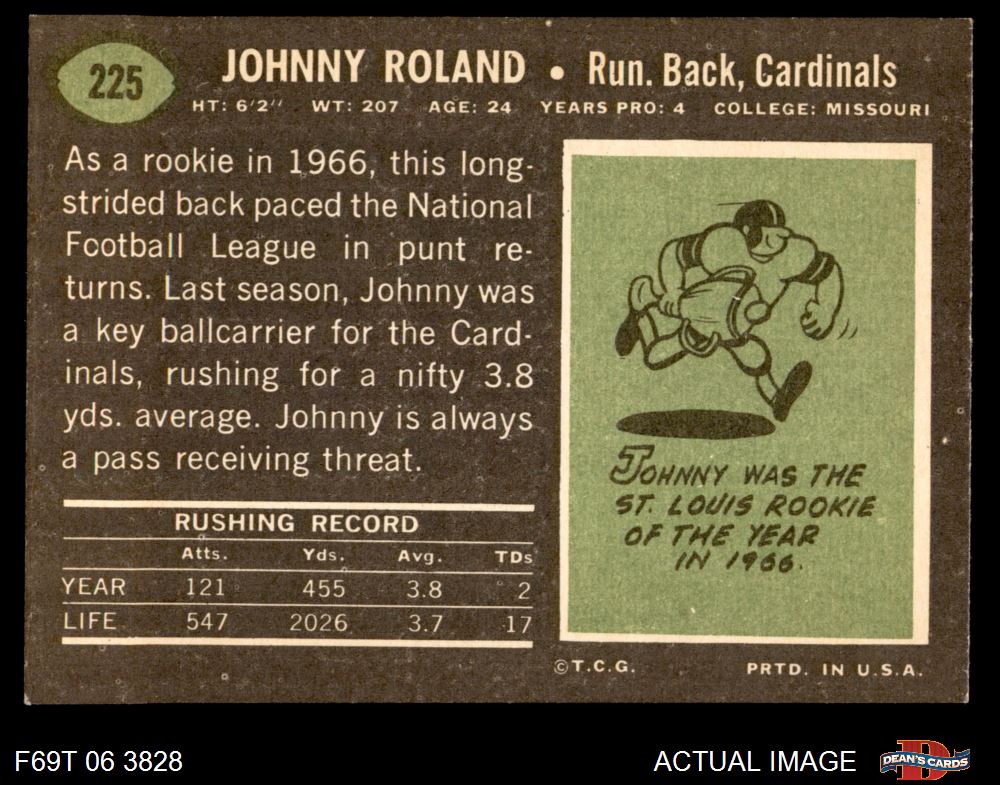 225
JOHNNY ROLAND • Run. Back, Cardinals
HT: 6'2" WT: 207 AGE: 24 YEARS PRO: 4 COLLEGE: MISSOURI
As a rookie in 1966, this long-
strided back paced the National
Football League in punt re-
turns. Last season, Johnny was
a key ballcarrier for the Card-
inals, rushing for a nifty 3.8
yds. average. Johnny is always
a pass receiving threat.
RUSHING RECORD
Atts. Yds. Avg. TDs
YEAR 121 455 3.8 2
LIFE 547 2026 3.7 17
JOHNNY WAS THE
ST. LOUIS ROOKIE
OF THE YEAR
IN 1966.
©T.C.G. PRTD. IN U.S.A.
F69T 06 3828
ACTUAL IMAGE
D
DEAN'S CARDS